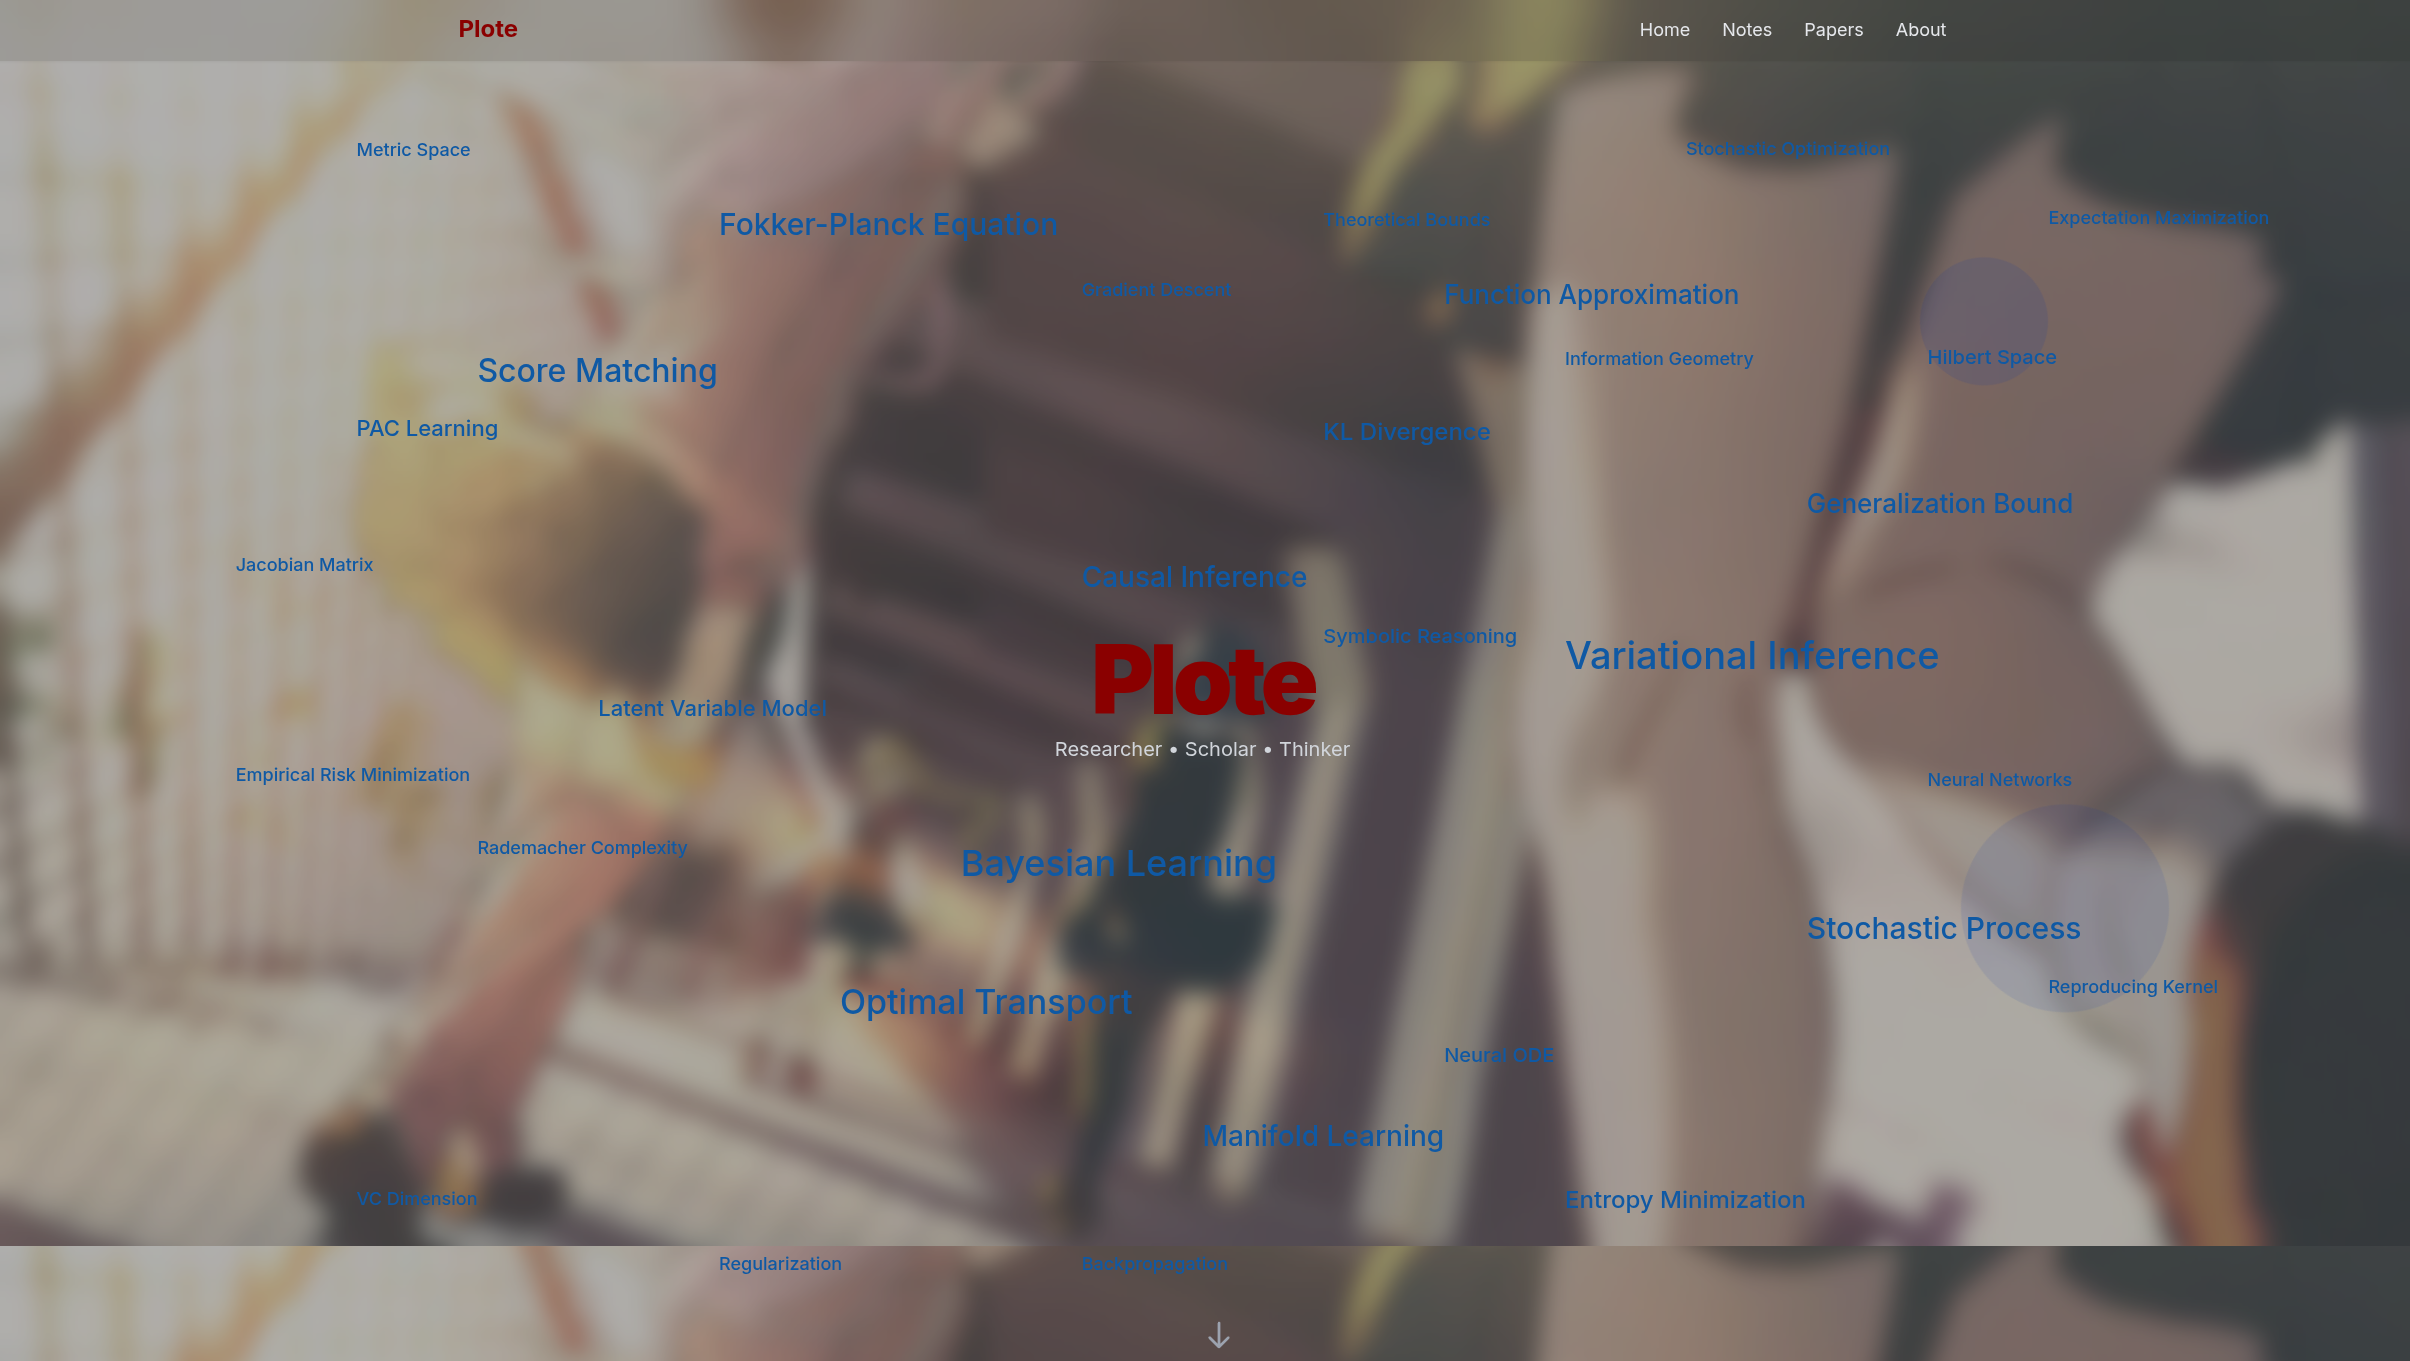 Plote
Home Notes Papers About
Metric Space
Stochastic Optimization
Fokker-Planck Equation
Theoretical Bounds
Expectation Maximization
Gradient Descent
Function Approximation
Information Geometry
Hilbert Space
Score Matching
PAC Learning
KL Divergence
Generalization Bound
Jacobian Matrix
Causal Inference
Symbolic Reasoning
Variational Inference
Plote
Latent Variable Model
Researcher • Scholar • Thinker
Empirical Risk Minimization
Neural Networks
Rademacher Complexity
Bayesian Learning
Stochastic Process
Reproducing Kernel
Optimal Transport
Neural ODE
Manifold Learning
VC Dimension
Entropy Minimization
Regularization
Backpropagation